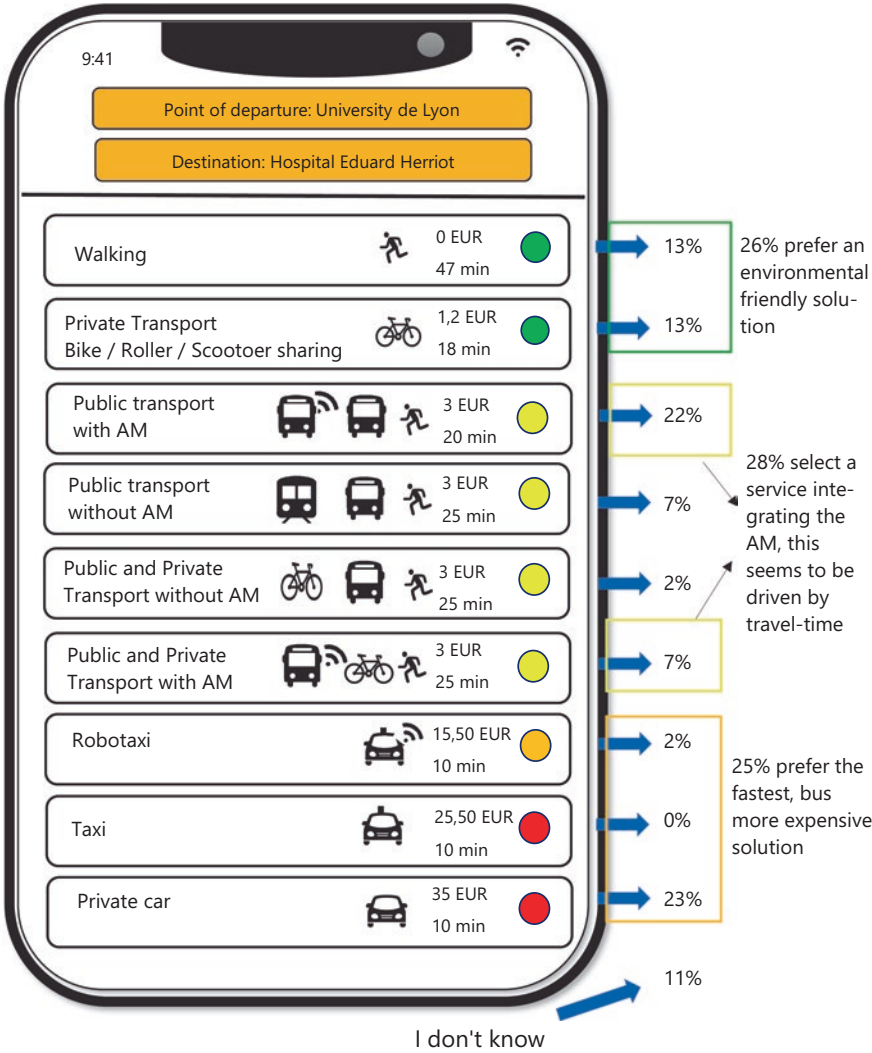 9:41
Point of departure: University de Lyon
Destination: Hospital Eduard Herriot
Walking
0 EUR
47 min
13%
26% prefer an
environmental
friendly solu-
tion
Private Transport
Bike / Roller / Scootoer sharing
1,2 EUR
18 min
13%
Public transport
with AM
3 EUR
20 min
22%
28% select a
service inte-
grating the
AM, this
seems to be
driven by
travel-time
Public transport
without AM
3 EUR
25 min
7%
Public and Private
Transport without AM
3 EUR
25 min
2%
Public and Private
Transport with AM
3 EUR
25 min
7%
Robotaxi
15,50 EUR
10 min
2%
25% prefer the
fastest, bus
more expensive
solution
Taxi
25,50 EUR
10 min
0%
Private car
35 EUR
10 min
23%
11%
I don't know